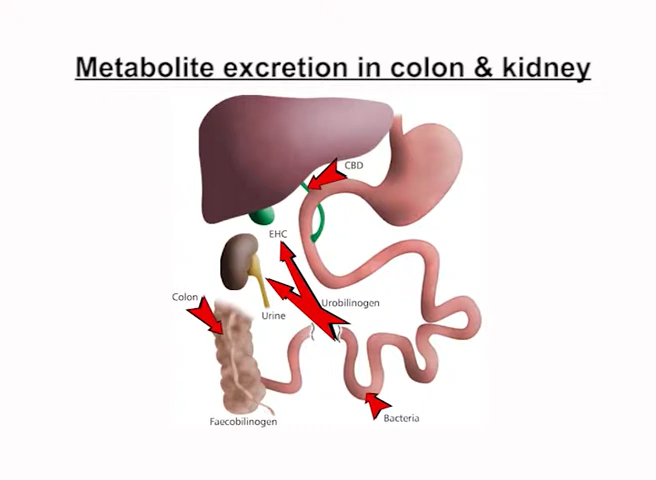 Metabolite excretion in colon & kidney
CBD
EHC
Colon
Urobilinogen
Urine
Bacteria
Faecobilinogen